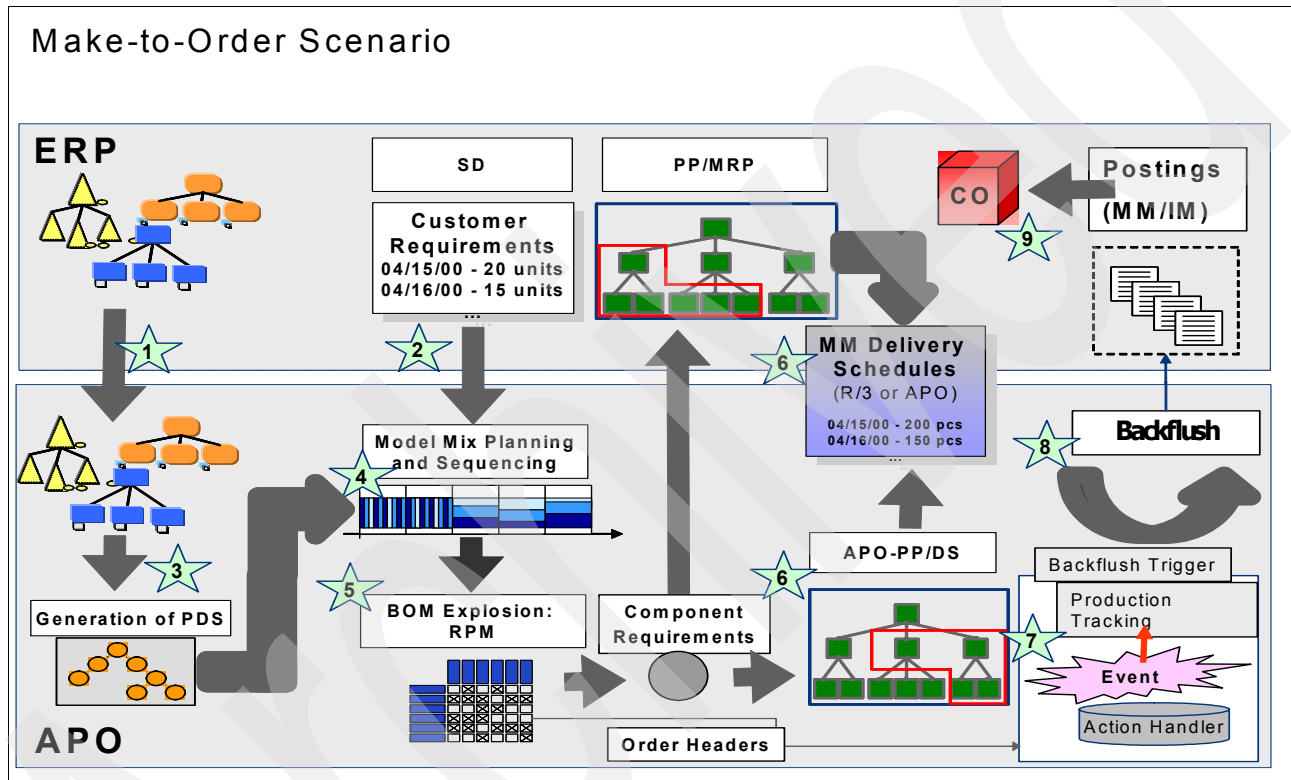 Make-to-Order Scenario
ERP
SD
PP/MRP
Customer
Requirements
04/15/00 - 20 units
04/16/00 - 15 units
...
...
CO
Postings
(MM/IM)
9
1
2
6
MM Delivery
Schedules
(R/3 or APO)
04/15/00 - 200 pcs
04/16/00 - 150 pcs
...
Backflush
8
Model Mix Planning
and Sequencing
4
3
Generation of PDS
5
BOM Explosion:
RPM
Component
Requirements
6
APO-PP/DS
Backflush Trigger
Production
Tracking
7
Event
Action Handler
Order Headers
APO